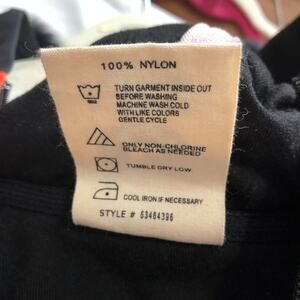 100% NYLON
TURN GARMENT INSIDE OUT
BEFORE WASHING
MACHINE WASH COLD
WITH LIKE COLORS
GENTLE CYCLE
ONLY NON-CHLORINE
BLEACH AS NEEDED
TUMBLE DRY LOW
COOL IRON IF NECESSARY
STYLE # 53464396